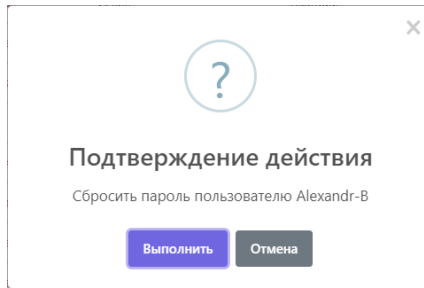 ×
?
Подтверждение действия
Сбросить пароль пользователю Alexandr-B
Выполнить Отмена